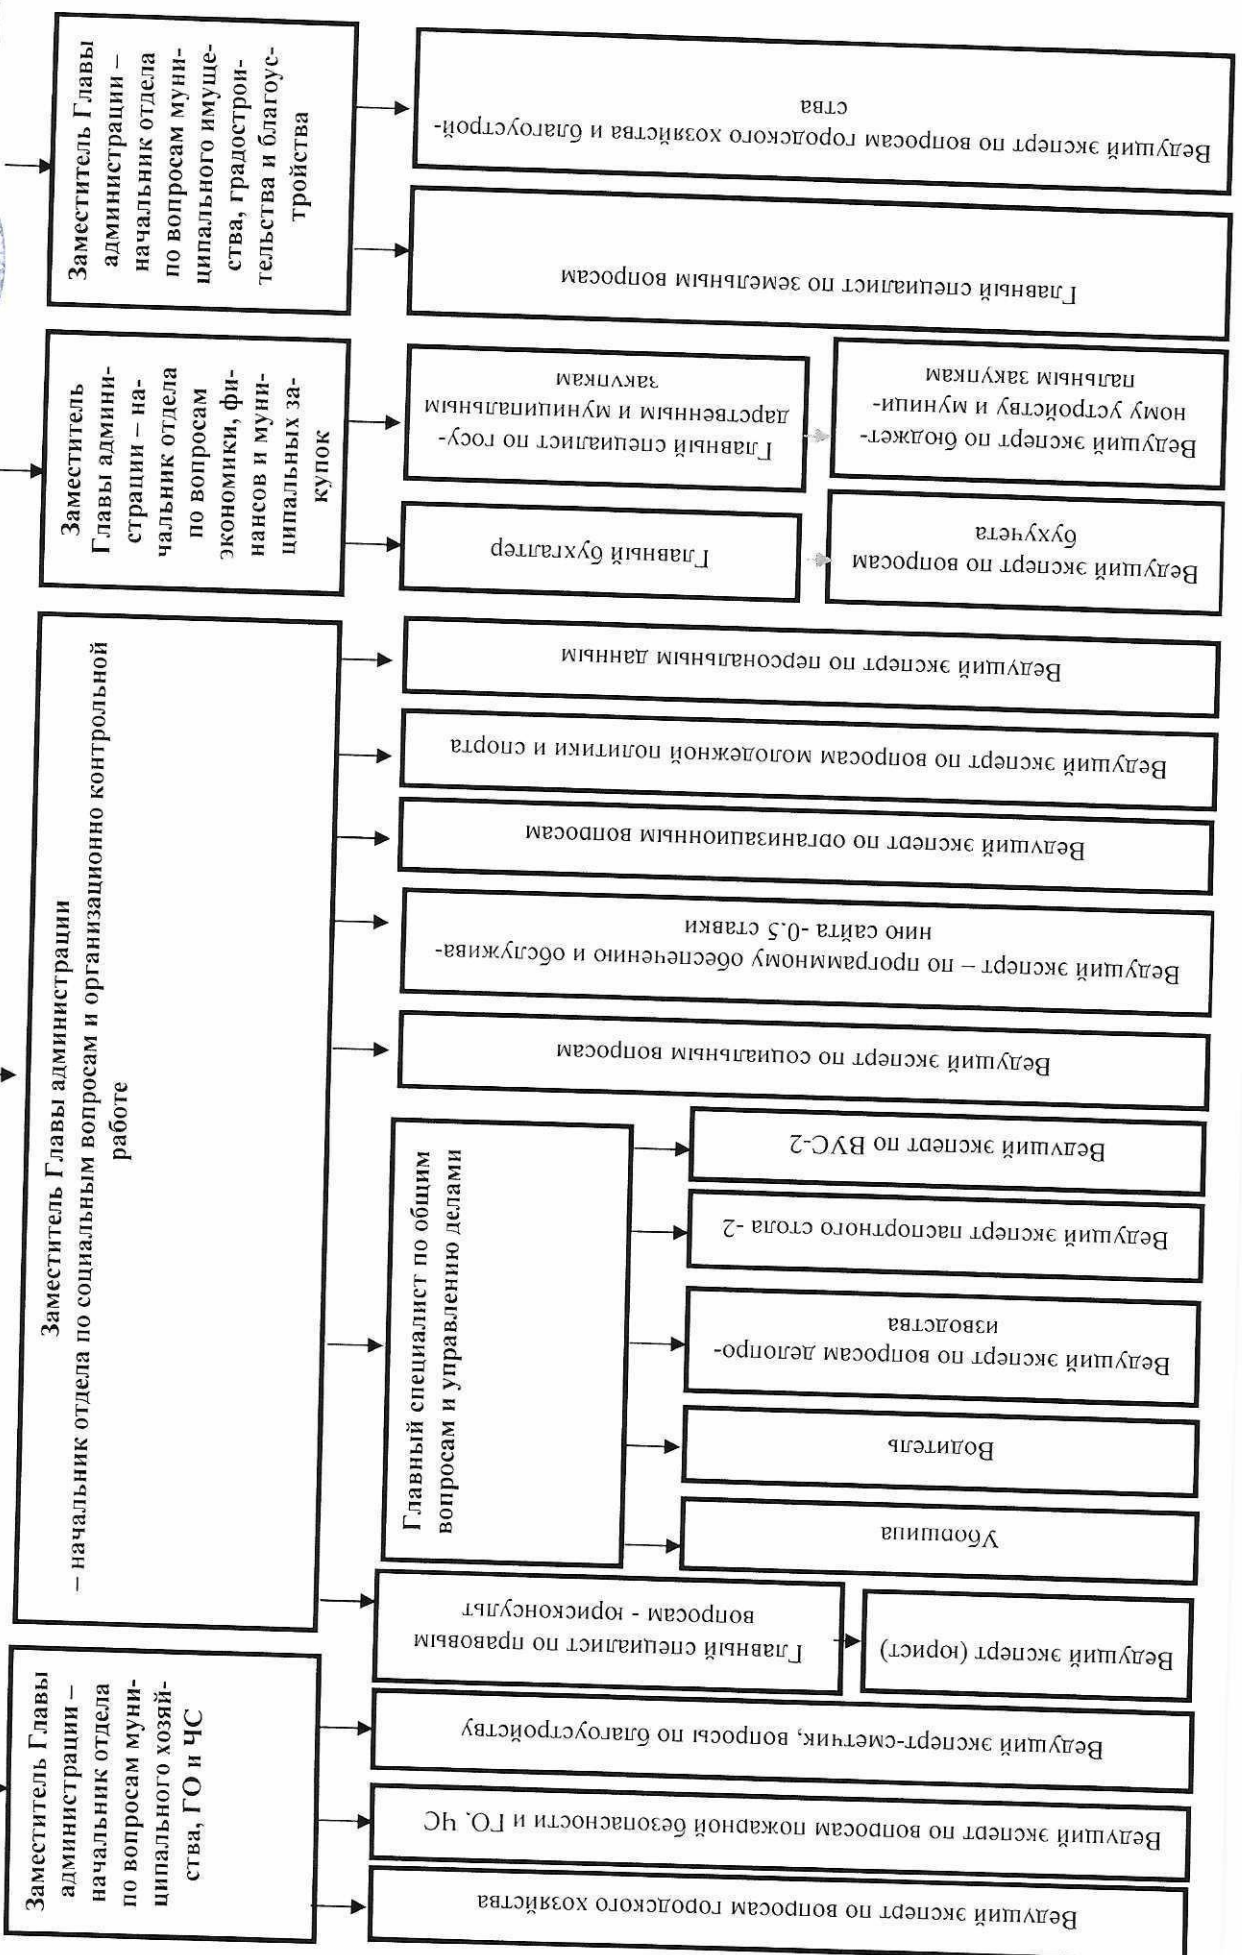 Заместитель Главы
администрации –
начальник отдела
по вопросам муни-
ципального хозяй-
ства, ГО и ЧС
Ведущий эксперт-сметчик, вопросы по благоустройству
Ведущий эксперт по вопросам пожарной безопасности и ГО. ЧС
Ведущий эксперт по вопросам городского хозяйства
Заместитель Главы администрации
– начальник отдела по социальным вопросам и организационно контрольной
работе
Ведущий эксперт по персональным данным
Ведущий эксперт по вопросам молодежной политики и спорта
Ведущий эксперт по организационным вопросам
Ведущий эксперт – по программному обеспечению и обслужива-
нию сайта -0.5 ставки
Ведущий эксперт по социальным вопросам
Главный специалист по общим
вопросам и управлению делами
Ведущий эксперт по ВУС-2
Ведущий эксперт паспортного стола -2
Ведущий эксперт по вопросам делопро-
изводства
Водитель
Уборщица
Главный специалист по правовым
вопросам - юрисконсульт
Ведущий эксперт (юрист)
Заместитель
Главы админи-
страции – на-
чальник отдела
по вопросам
экономики, фи-
нансов и муни-
ципальных за-
купок
Главный специалист по госу-
дарственным и муниципальным
закупкам
Ведущий эксперт по бюджет-
ному устройству и муници-
пальным закупкам
Главный бухгалтер
Ведущий эксперт по вопросам
бухучета
Заместитель Главы
администрации –
начальник отдела
по вопросам муни-
ципального имуще-
ства, градострои-
тельства и благоус-
тройства
Ведущий эксперт по вопросам городского хозяйства и благоустрой-
ства
Главный специалист по земельным вопросам